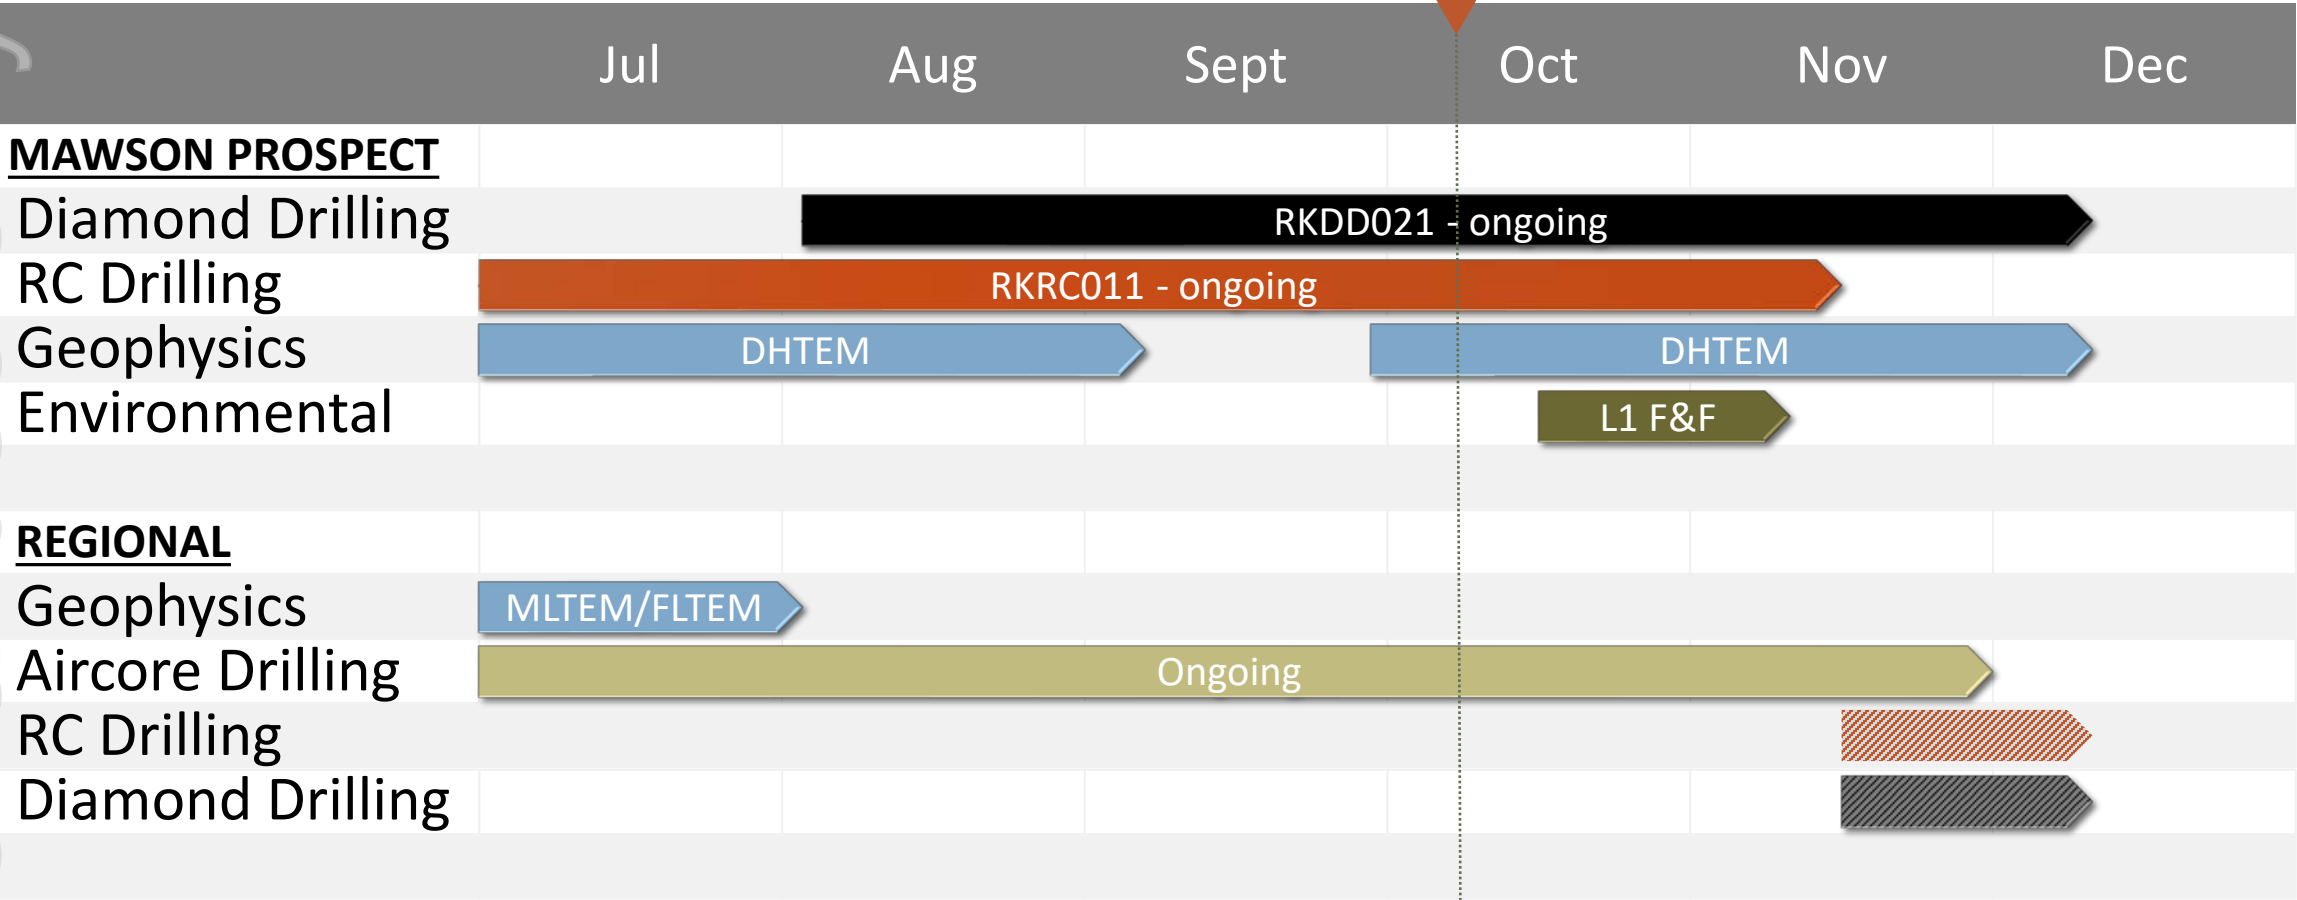 Jul Aug Sept Oct Nov Dec
MAWSON PROSPECT
Diamond Drilling RKDD021 - ongoing
RC Drilling RKRC011 - ongoing
Geophysics DHTEM DHTEM
Environmental L1 F&F
REGIONAL
Geophysics MLTEM/FLTEM
Aircore Drilling Ongoing
RC Drilling
Diamond Drilling